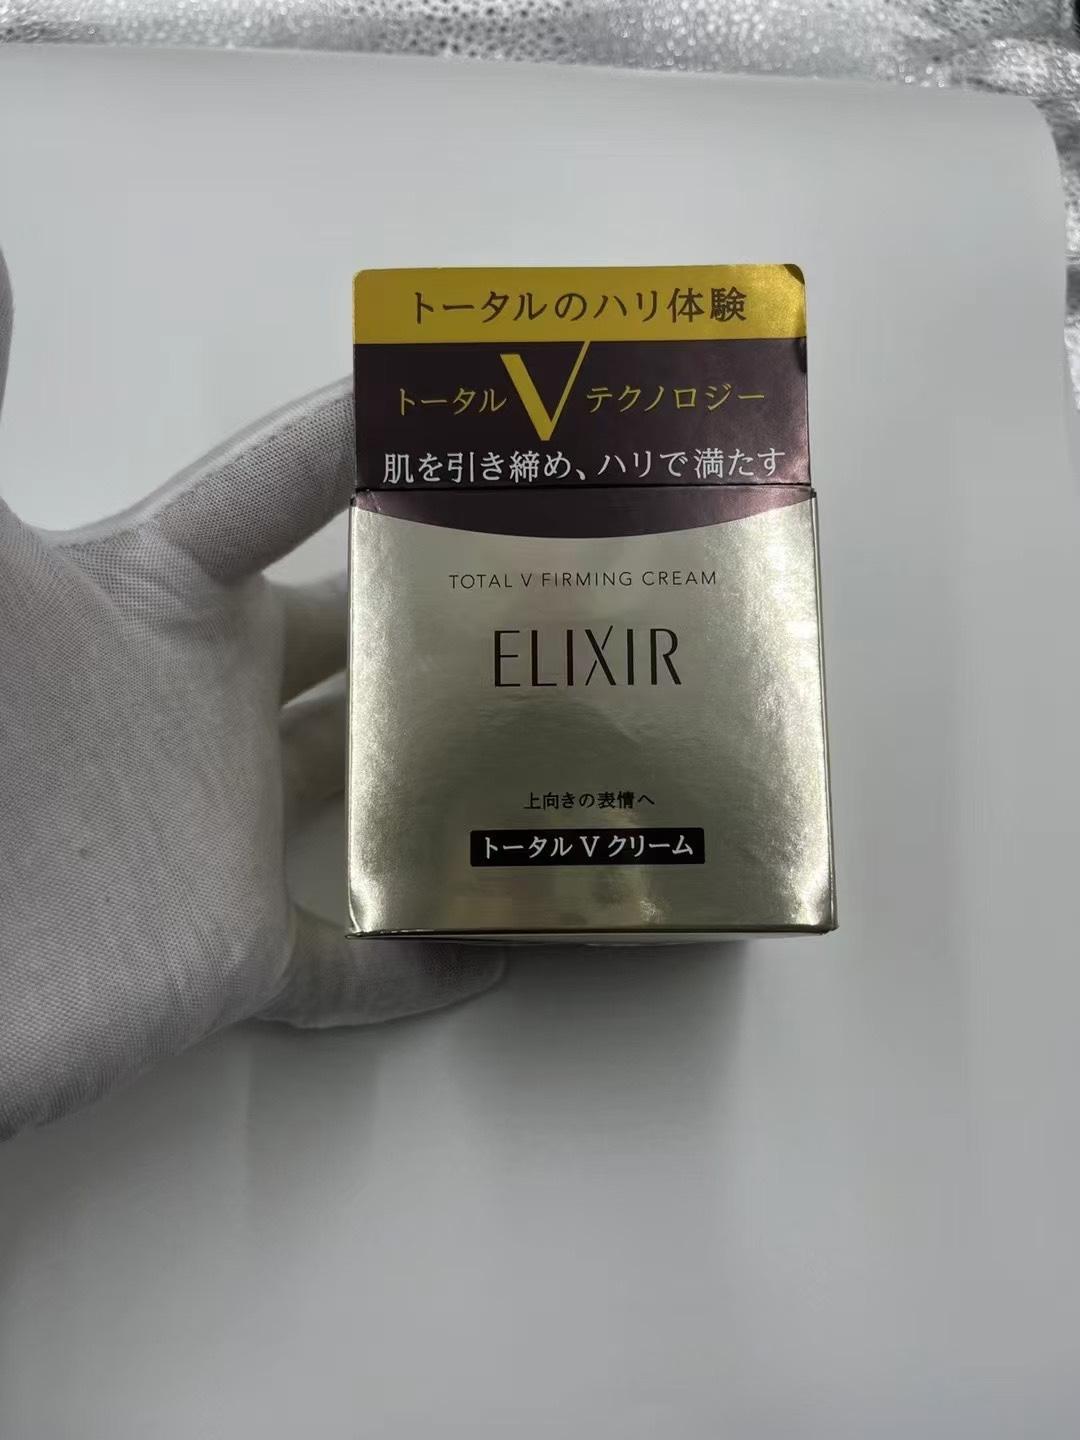 トータルのハリ体験
トータルVテクノロジー
肌を引き締め、ハリで満たす
TOTAL V FIRMING CREAM
ELIXIR
上向きの表情へ
トータル V クリーム